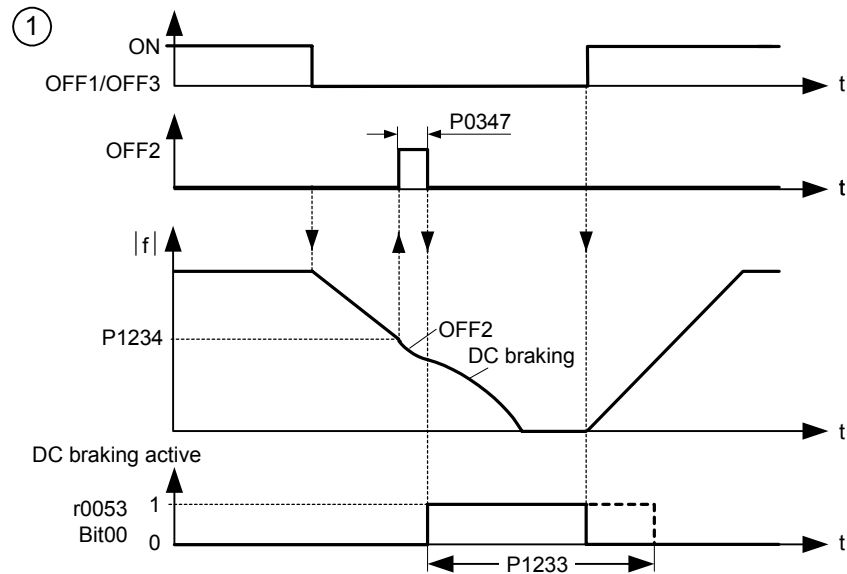 1
ON
OFF1/OFF3
t
P0347
OFF2
t
|f|
P1234
OFF2
DC braking
t
DC braking active
r0053 1
Bit00 0
t
P1233